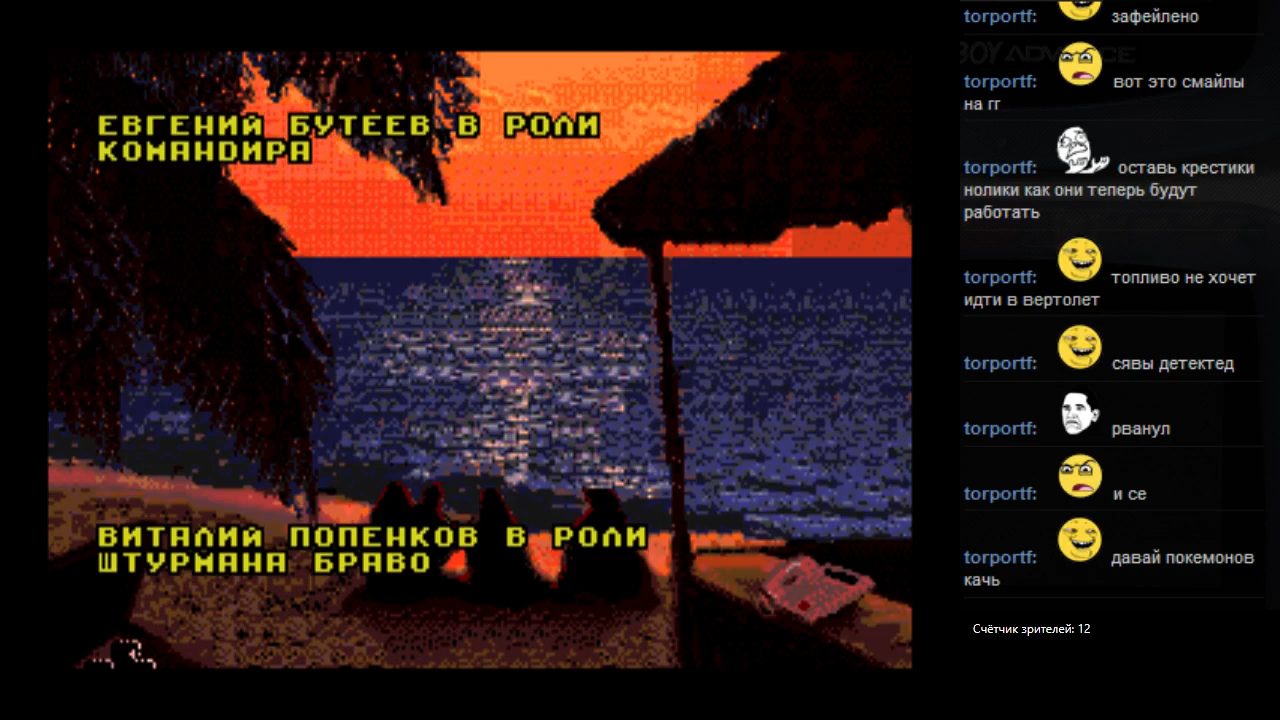 ЕВГЕНИЙ БУТЕЕВ В РОЛИ
КОМАНДИРА
ВИТАЛИЙ ПОПЕНКОВ В РОЛИ
ШТУРМАНА БРАВО
torportf: зафейлено
BOY ADVANCE
torportf: вот это смайлы
на гг
torportf: оставь крестики
нолики как они теперь будут
работать
torportf: топливо не хочет
идти в вертолет
torportf: сявы детектед
torportf: рванул
torportf: и се
torportf: давай покемонов
качь
Счётчик зрителей: 12